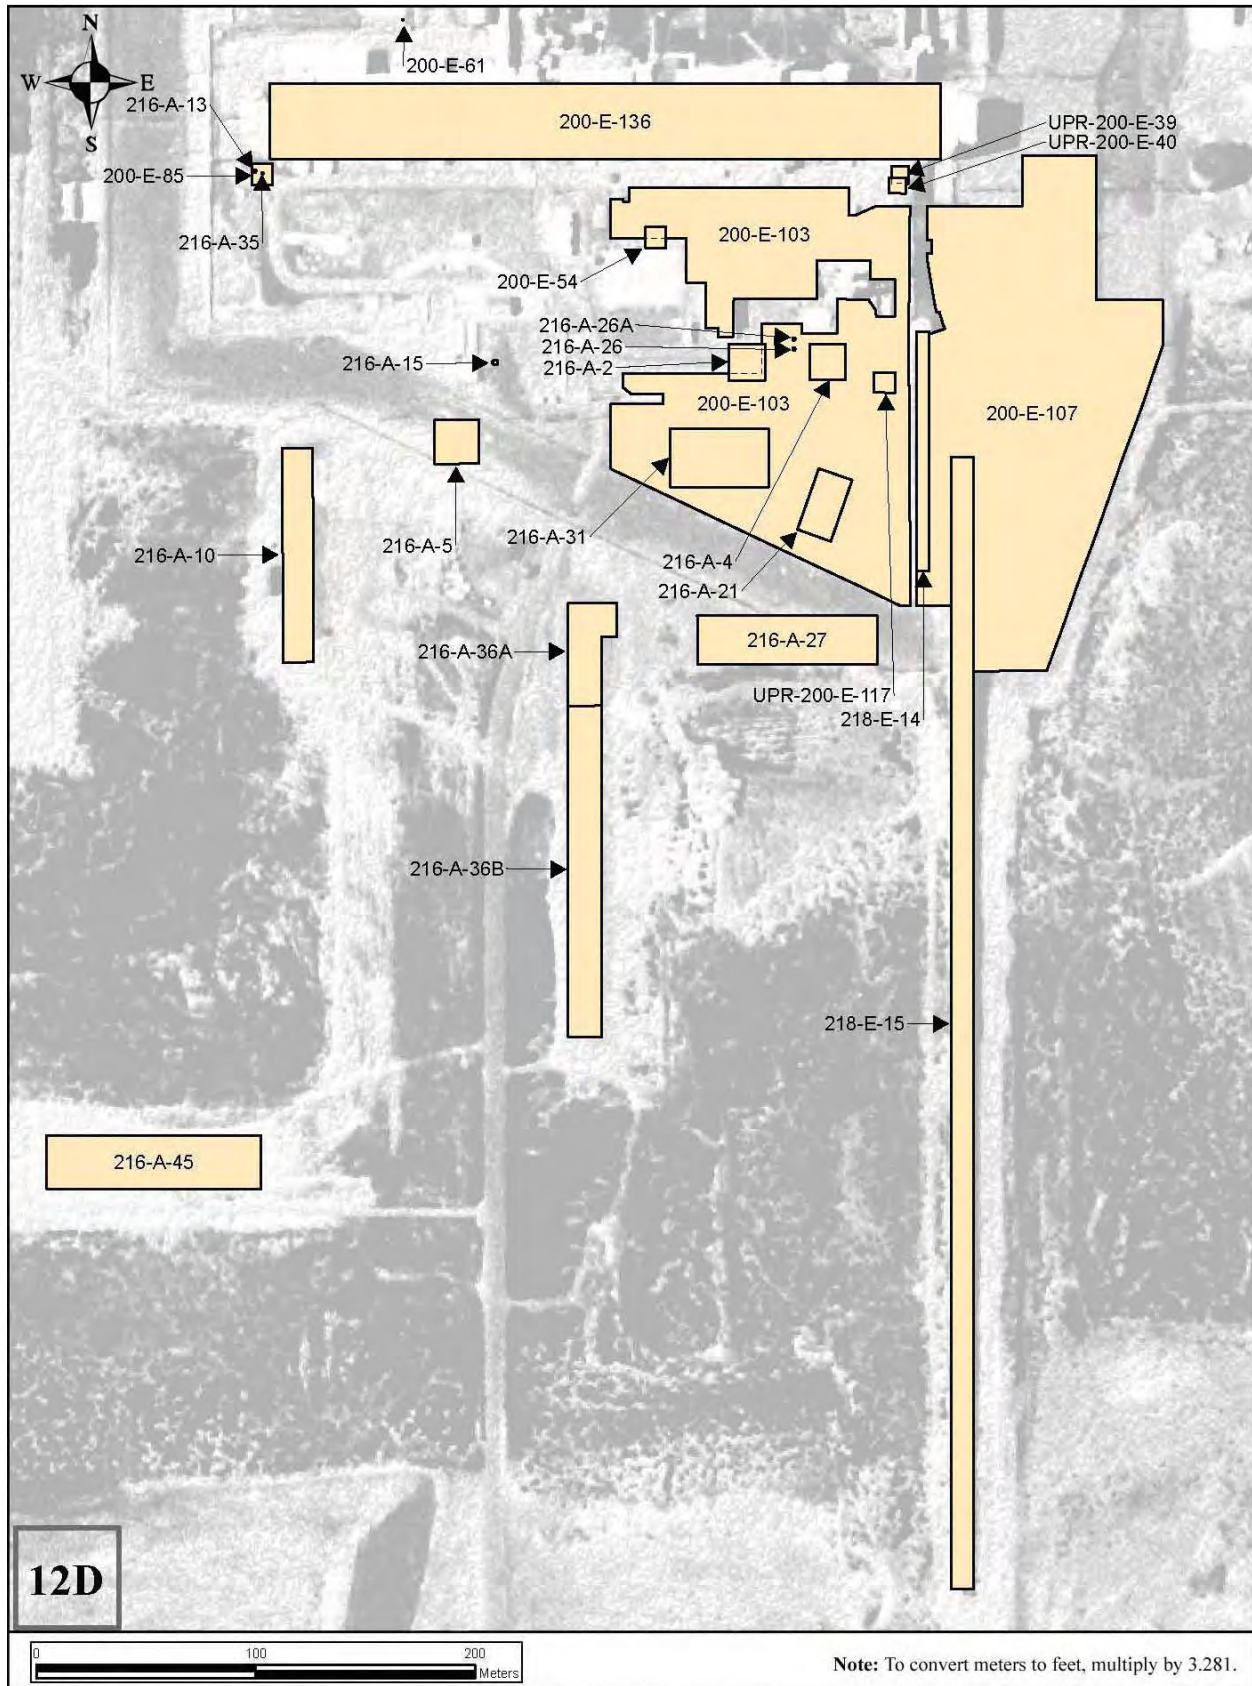 N
200-E-61
W
E
216-A-13
S
200-E-136
UPR-200-E-39
UPR-200-E-40
200-E-85
216-A-35
200-E-103
200-E-54
216-A-26A
216-A-26
216-A-15
216-A-2
200-E-103
200-E-107
216-A-10
216-A-5
216-A-31
216-A-4
216-A-21
216-A-36A
216-A-27
UPR-200-E-117
218-E-14
216-A-36B
218-E-15
216-A-45
12D
0
100
200
Meters
Note: To convert meters to feet, multiply by 3.281.